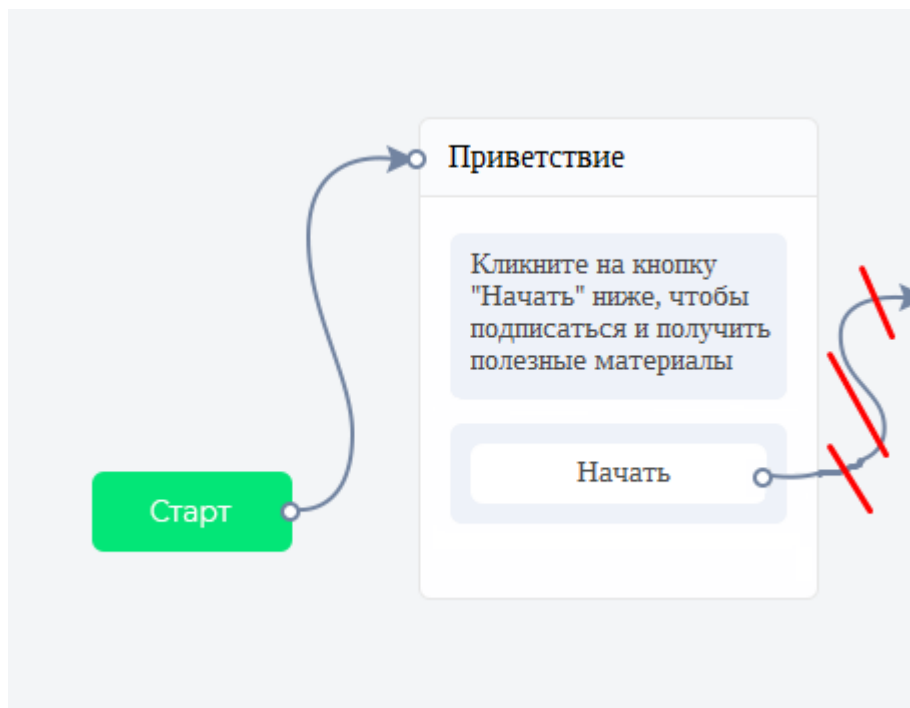 Приветствие
Кликните на кнопку
"Начать" ниже, чтобы
подписаться и получить
полезные материалы
Начать
Старт